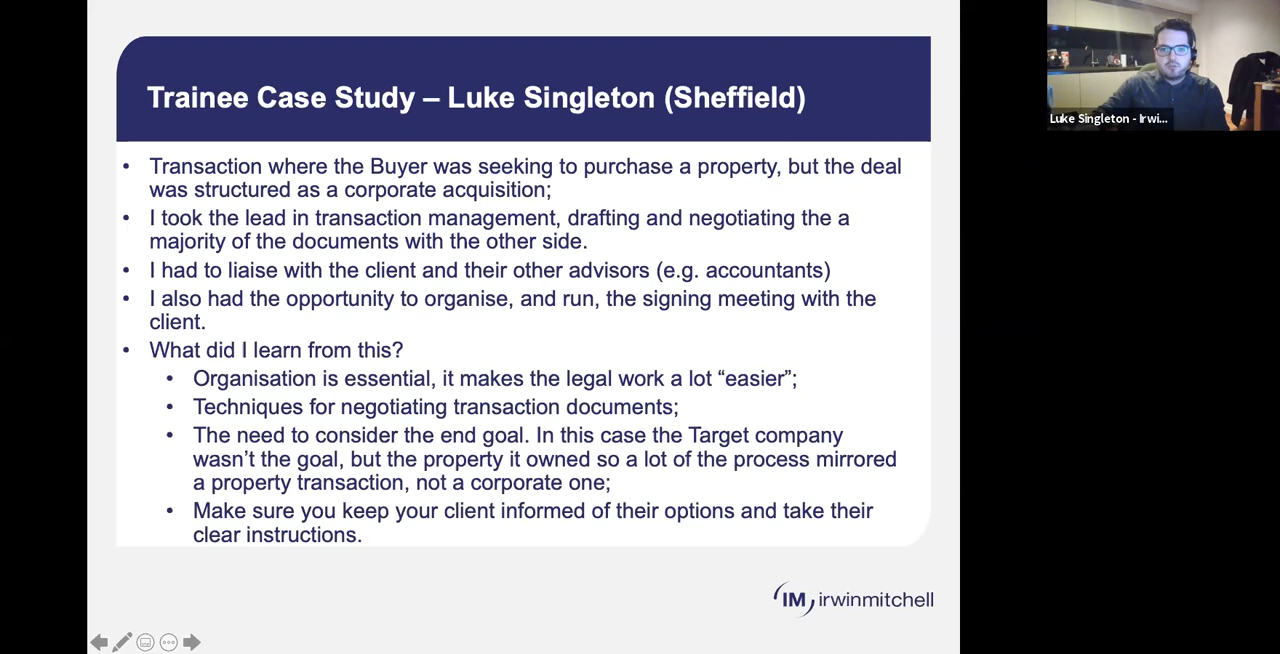 Trainee Case Study – Luke Singleton (Sheffield)
• Transaction where the Buyer was seeking to purchase a property, but the deal
was structured as a corporate acquisition;
• I took the lead in transaction management, drafting and negotiating the a
majority of the documents with the other side.
• I had to liaise with the client and their other advisors (e.g. accountants)
• I also had the opportunity to organise, and run, the signing meeting with the
client.
• What did I learn from this?
• Organisation is essential, it makes the legal work a lot “easier”;
• Techniques for negotiating transaction documents;
• The need to consider the end goal. In this case the Target company
wasn’t the goal, but the property it owned so a lot of the process mirrored
a property transaction, not a corporate one;
• Make sure you keep your client informed of their options and take their
clear instructions.
IM irwinmitchell
Luke Singleton - Irwi...